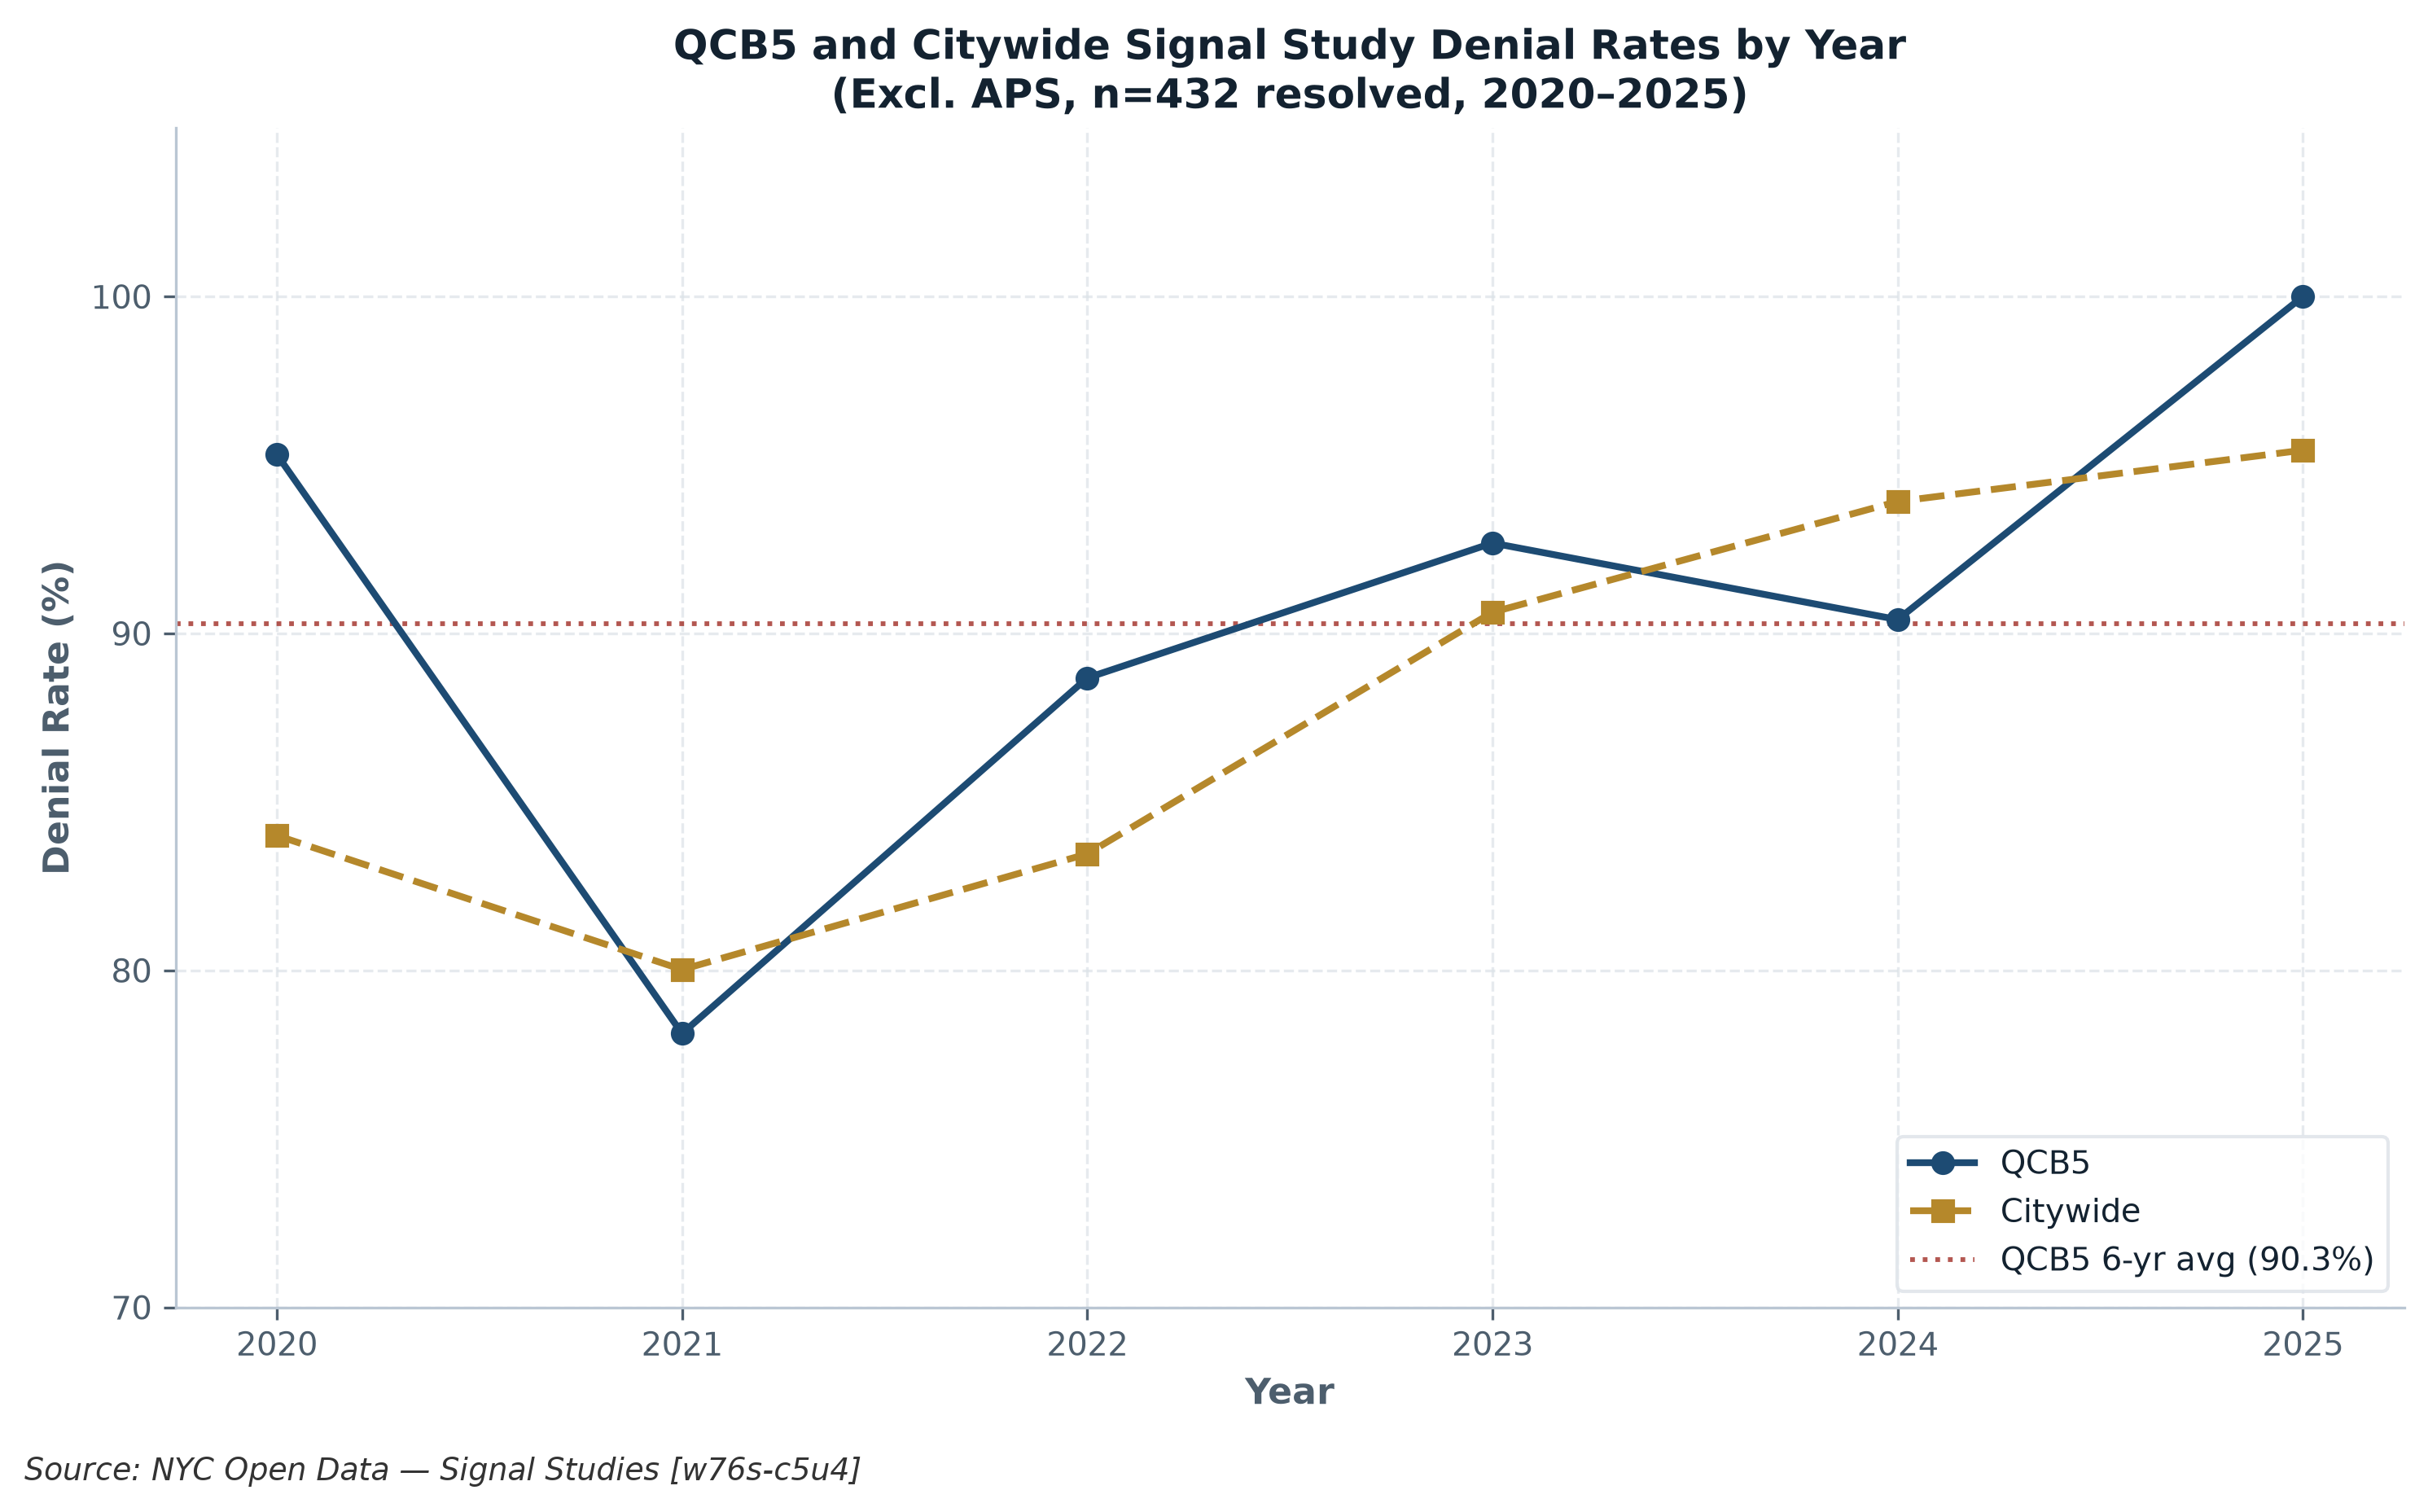 QCB5 and Citywide Signal Study Denial Rates by Year
(Excl. APS, n=432 resolved, 2020–2025)
Denial Rate (%)
100
90
80
70
2020
2021
2022
2023
2024
2025
Year
QCB5
Citywide
QCB5 6-yr avg (90.3%)
Source: NYC Open Data — Signal Studies [w76s-c5u4]